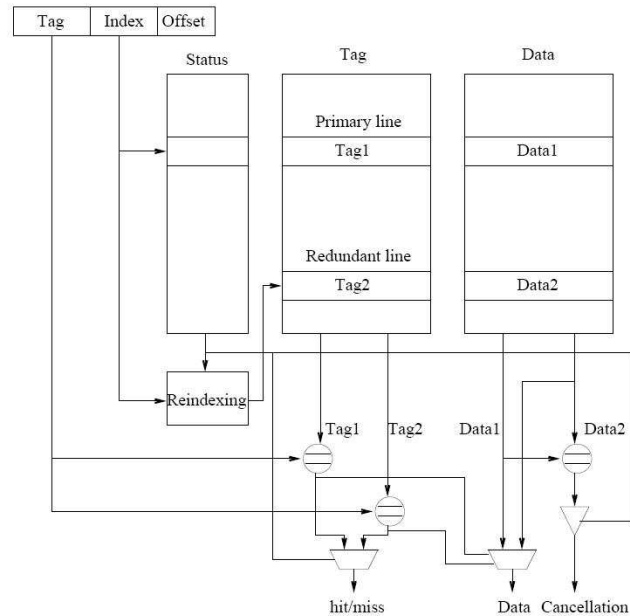 Tag Index Offset
Status Tag Data
Primary line
Tag1 Data1
Redundant line
Tag2 Data2
Reindexing
Tag1 Tag2 Data1 Data2
hit/miss Data Cancellation